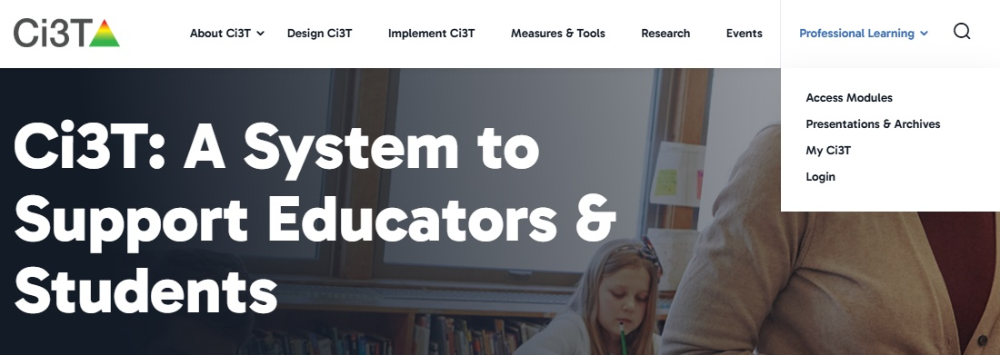 Ci3T
About Ci3T
Design Ci3T
Implement Ci3T
Measures & Tools
Research
Events
Professional Learning
Access Modules
Presentations & Archives
My Ci3T
Login
Ci3T: A System to
Support Educators &
Students